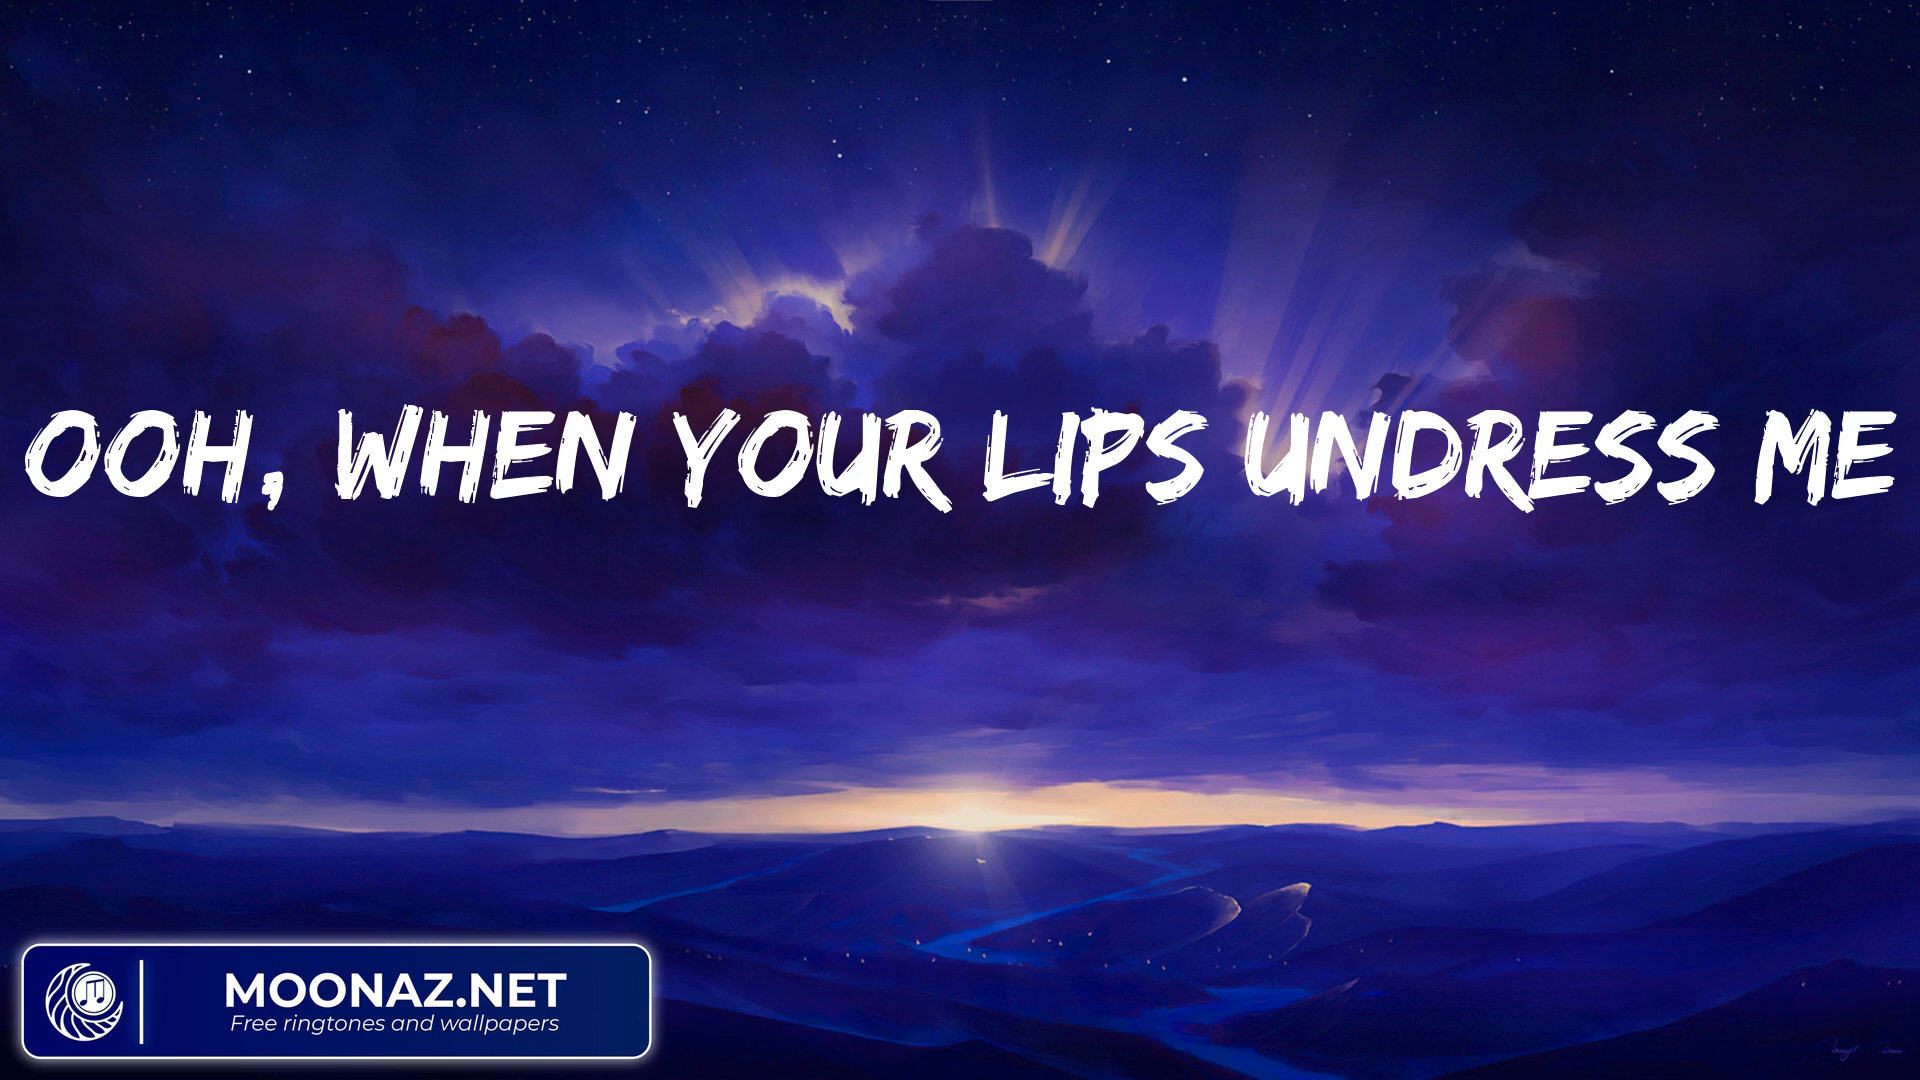 OOH, WHEN YOUR LIPS UNDRESS ME
MOONAZ.NET
Free ringtones and wallpapers